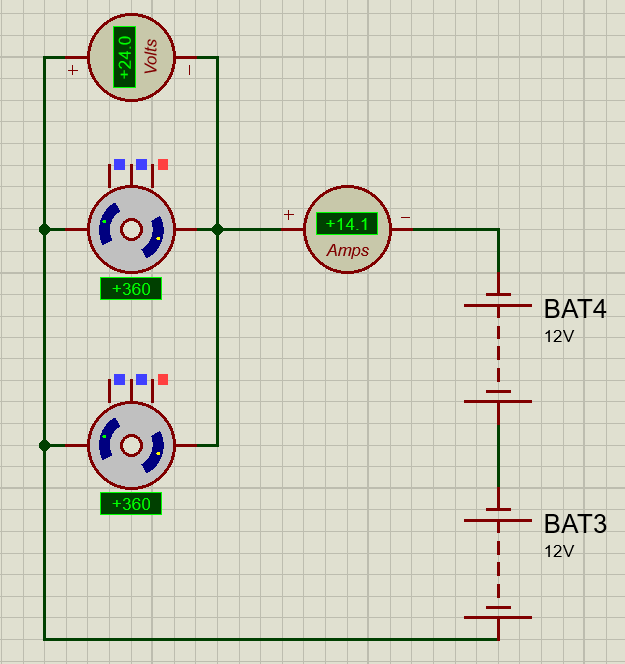 +24.0
Volts
+ −
+360
+ −
+14.1
Amps
BAT4
12V
+360
BAT3
12V